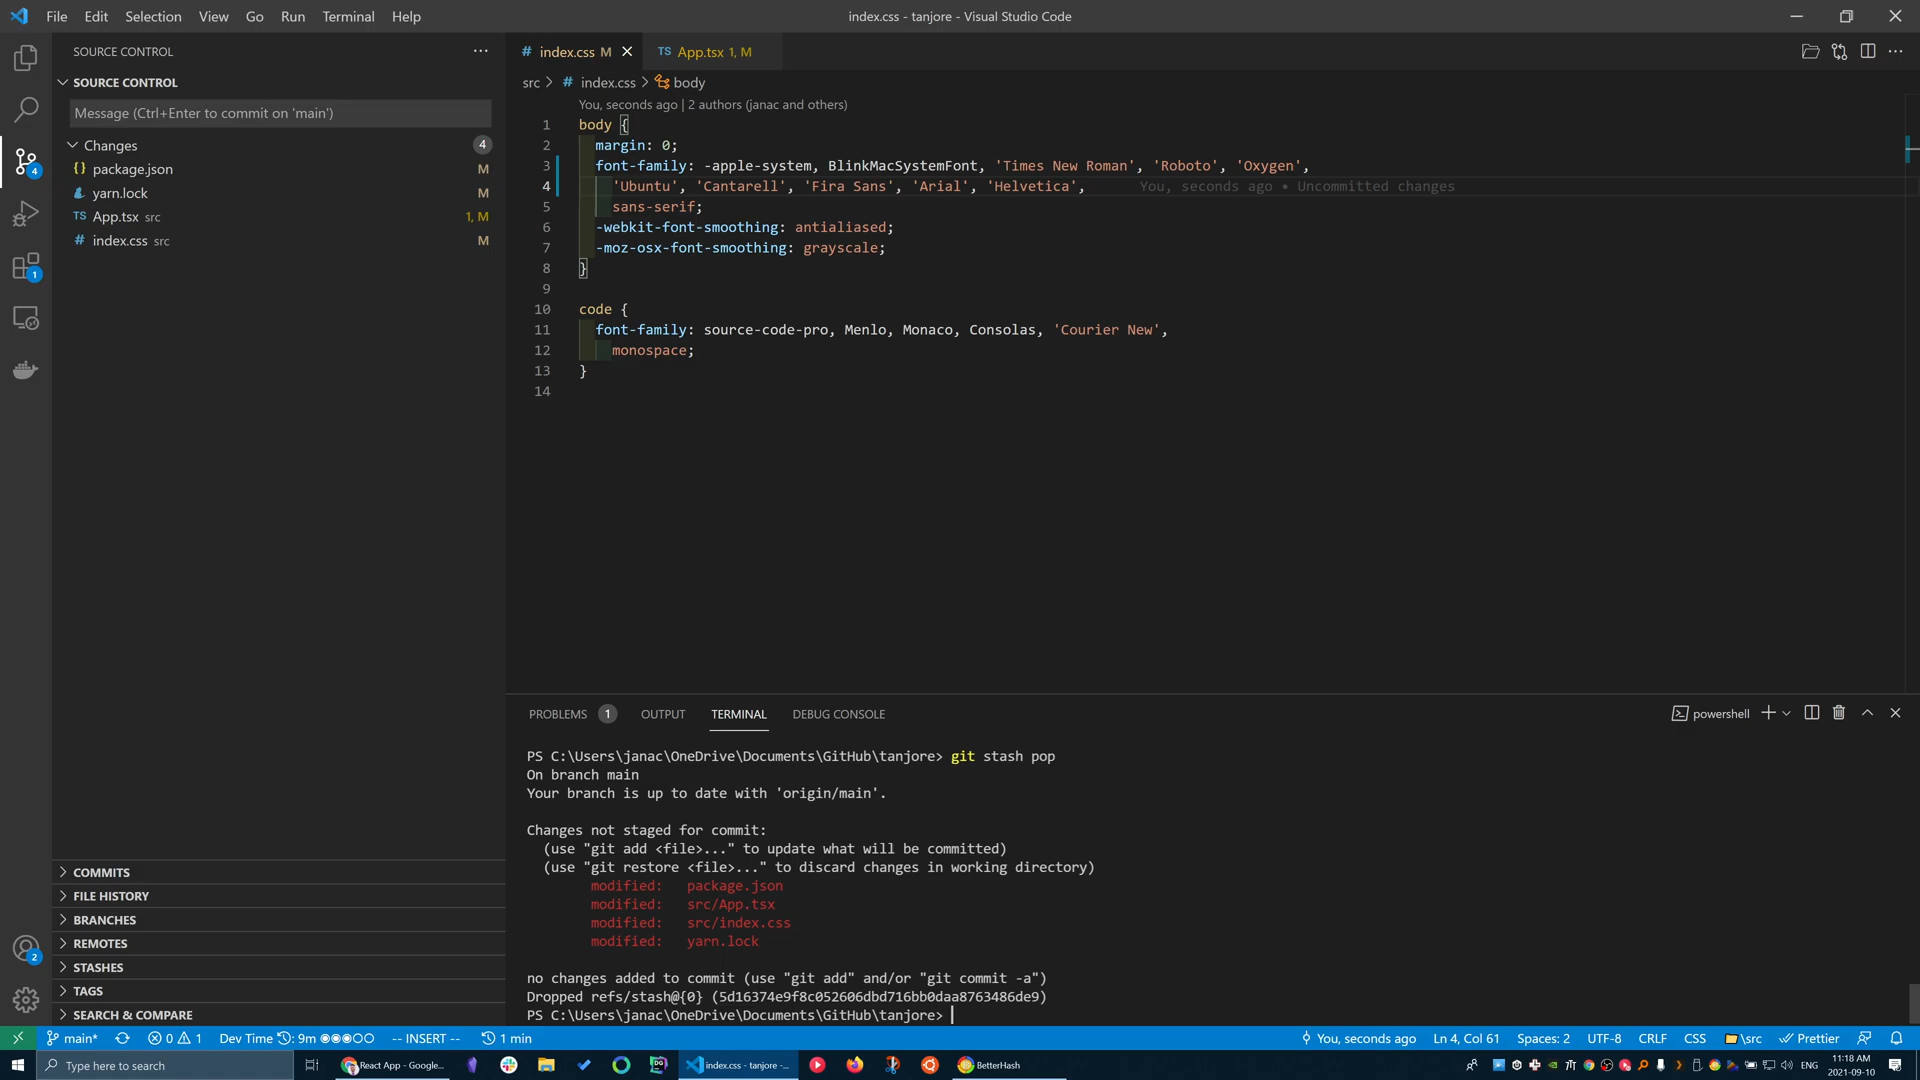 File Edit Selection View Go Run Terminal Help
index.css - tanjore - Visual Studio Code
SOURCE CONTROL
SOURCE CONTROL
Message (Ctrl+Enter to commit on 'main')
Changes 4
package.json M
yarn.lock M
TS App.tsx src 1, M
# index.css src M
4
1
2
COMMITS
FILE HISTORY
BRANCHES
REMOTES
STASHES
TAGS
SEARCH & COMPARE
# index.css M
TS App.tsx 1, M
src > # index.css > body
You, seconds ago | 2 authors (janac and others)
1 body {
2 margin: 0;
3 font-family: -apple-system, BlinkMacSystemFont, 'Times New Roman', 'Roboto', 'Oxygen',
4 'Ubuntu', 'Cantarell', 'Fira Sans', 'Arial', 'Helvetica', You, seconds ago • Uncommitted changes
5 sans-serif;
6 -webkit-font-smoothing: antialiased;
7 -moz-osx-font-smoothing: grayscale;
8 }
9
10 code {
11 font-family: source-code-pro, Menlo, Monaco, Consolas, 'Courier New',
12 monospace;
13 }
14
PROBLEMS 1 OUTPUT TERMINAL DEBUG CONSOLE
powershell
PS C:\Users\janac\OneDrive\Documents\GitHub\tanjore> git stash pop
On branch main
Your branch is up to date with 'origin/main'.
Changes not staged for commit:
(use "git add <file>..." to update what will be committed)
(use "git restore <file>..." to discard changes in working directory)
modified: package.json
modified: src/App.tsx
modified: src/index.css
modified: yarn.lock
no changes added to commit (use "git add" and/or "git commit -a")
Dropped refs/stash@{0} (5d16374e9f8c052606dbd716bb0daa8763486de9)
PS C:\Users\janac\OneDrive\Documents\GitHub\tanjore>
main* 0 1 Dev Time 9m -- INSERT -- 1 min
You, seconds ago Ln 4, Col 61 Spaces: 2 UTF-8 CRLF CSS \src Prettier
Type here to search
React App - Google...
index.css - tanjore -...
BetterHash
ENG
11:18 AM
2021-09-10